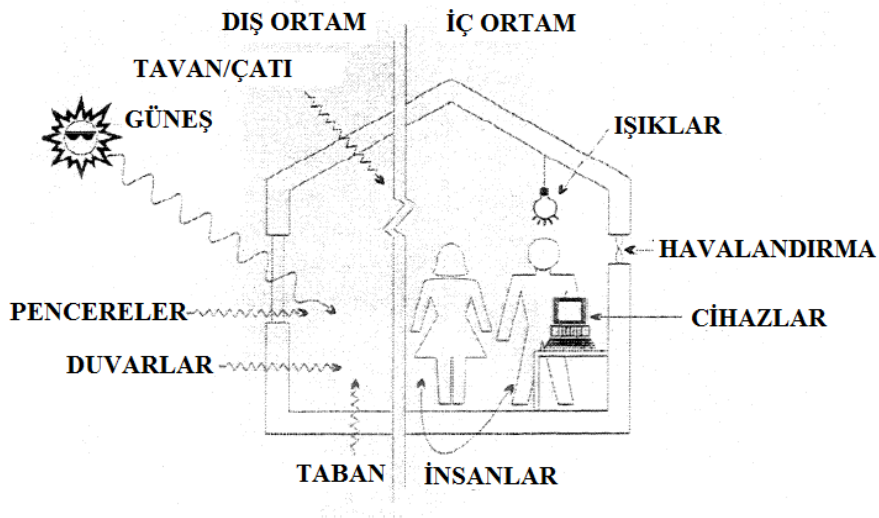 DIŞ ORTAM
İÇ ORTAM
TAVAN/ÇATI
GÜNEŞ
IŞIKLAR
HAVALANDIRMA
PENCERELER
CİHAZLAR
DUVARLAR
TABAN
İNSANLAR